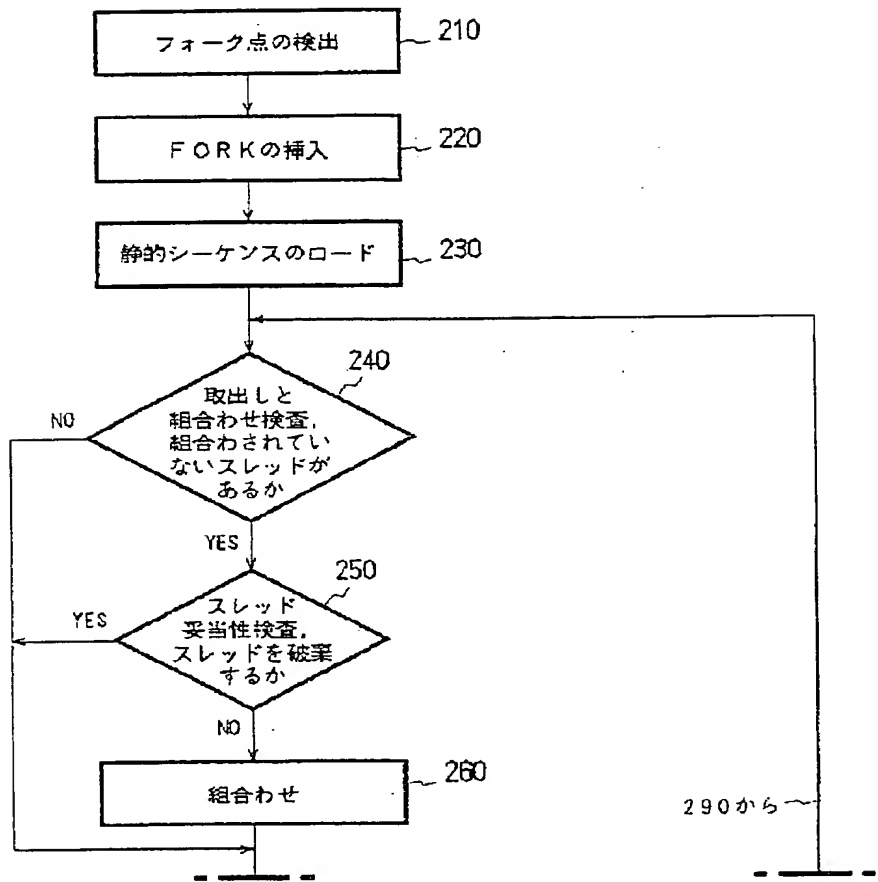 フォーク点の検出
210
FORKの挿入
220
静的シーケンスのロード
230
240
取出しと
組合わせ検査,
組合わされてい
ないスレッドが
あるか
NO
YES
250
スレッド
妥当性検査,
スレッドを破棄
するか
YES
NO
組合わせ
260
290から